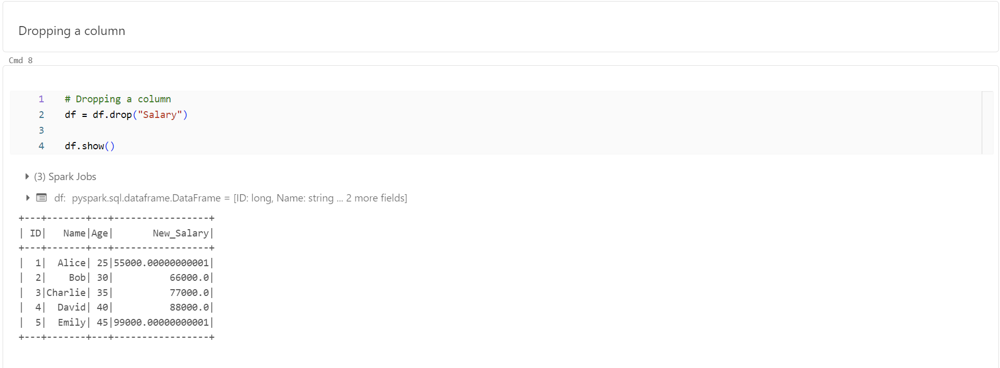 Dropping a column
Cmd 8
1 # Dropping a column
2 df = df.drop("Salary")
3
4 df.show()
(3) Spark Jobs
df: pyspark.sql.dataframe.DataFrame = [ID: long, Name: string ... 2 more fields]
+---+-------+---+-----------------+
| ID|   Name|Age|       New_Salary|
+---+-------+---+-----------------+
|  1|  Alice| 25|55000.00000000001|
|  2|    Bob| 30|          66000.0|
|  3|Charlie| 35|          77000.0|
|  4|  David| 40|          88000.0|
|  5|  Emily| 45|99000.00000000001|
+---+-------+---+-----------------+